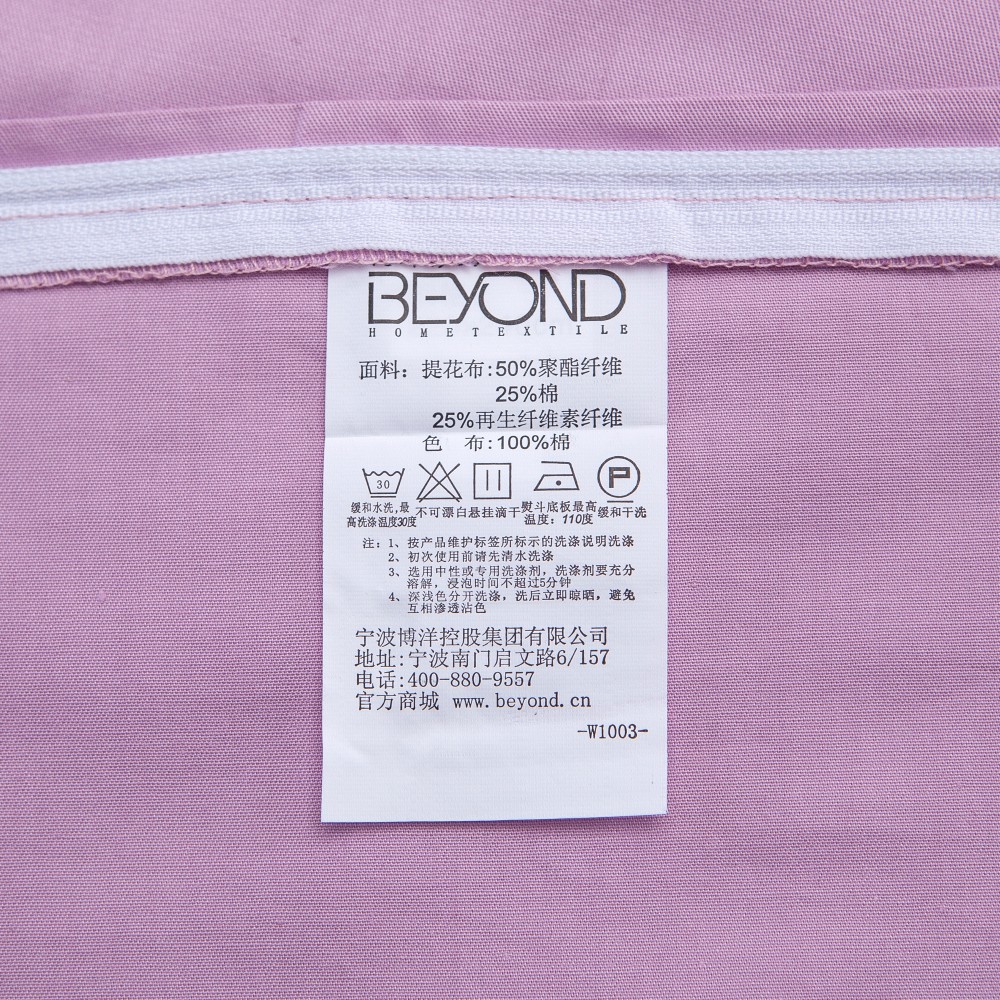 BEYOND
HOMETEXTILE
面料：提花布：50%聚酯纤维
25%棉
25%再生纤维素纤维
色 布：100%棉
30
P
缓和水洗,最高洗涤温度30度 不可漂白 悬挂滴干 熨斗底板最高温度：110度 缓和干洗
注：1、按产品维护标签所标示的洗涤说明洗涤
2、初次使用前请先清水洗涤
3、选用中性或专用洗涤剂，洗涤剂要充分
溶解，浸泡时间不超过5分钟
4、深浅色分开洗涤，洗后立即晾晒，避免
互相渗透沾色
宁波博洋控股集团有限公司
地址：宁波南门启文路6/157
电话：400-880-9557
官方商城 www.beyond.cn
-W1003-